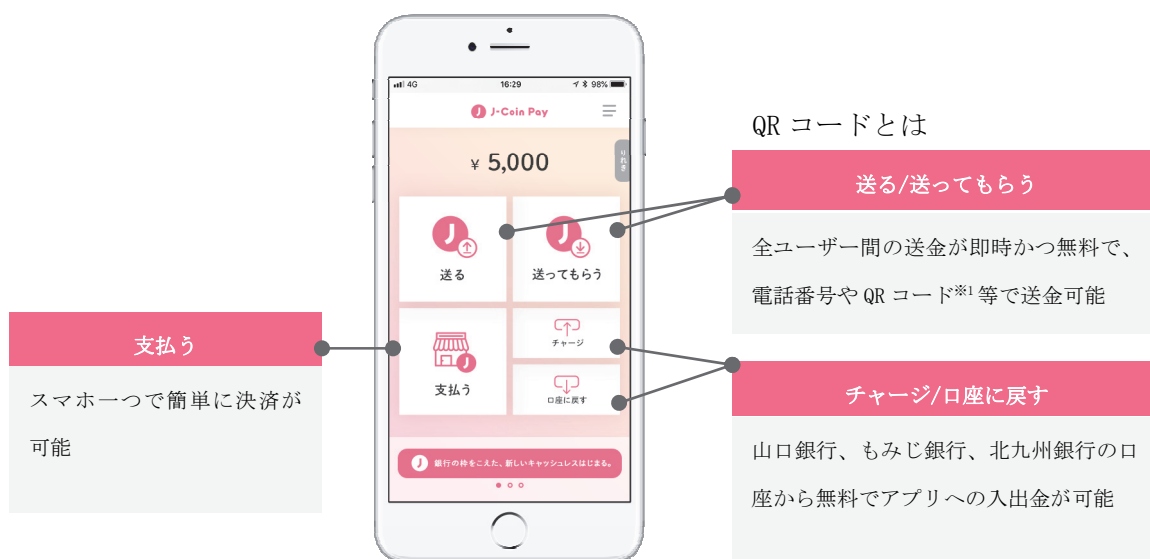 4G 16:29 98%
J-Coin Pay
¥ 5,000
りれき
送る
送ってもらう
支払う
チャージ
口座に戻す
銀行の枠をこえた、新しいキャッシュレスはじまる。
支払う
スマホ一つで簡単に決済が
可能
QR コードとは
送る/送ってもらう
全ユーザー間の送金が即時かつ無料で、
電話番号や QR コード※1 等で送金可能
チャージ/口座に戻す
山口銀行、もみじ銀行、北九州銀行の口
座から無料でアプリへの入出金が可能